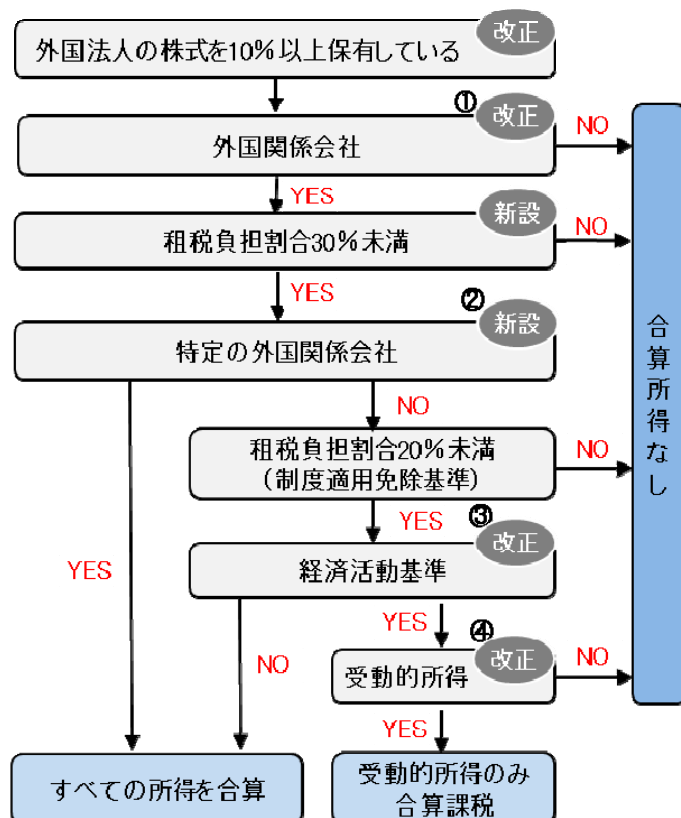 改正
外国法人の株式を10%以上保有している
①
改正
外国関係会社
NO
YES
新設
租税負担割合30%未満
NO
YES
②
新設
特定の外国関係会社
NO
租税負担割合20%未満
(制度適用免除基準)
NO
YES
③
改正
経済活動基準
YES
YES
④
改正
受動的所得
NO
NO
YES
すべての所得を合算
受動的所得のみ
合算課税
合算所得なし